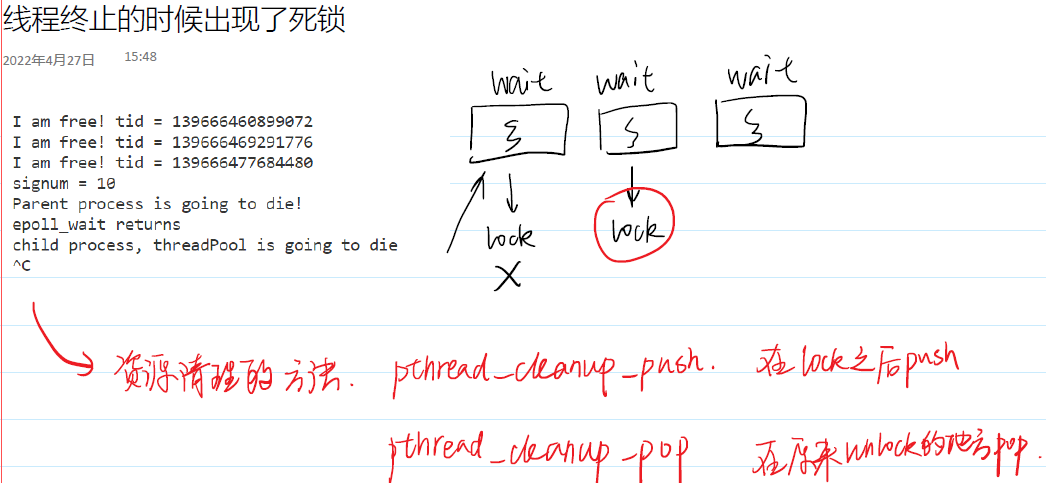 线程终止的时候出现了死锁
2022年4月27日 15:48
wait wait wait
I am free! tid = 139666460899072
I am free! tid = 139666469291776
I am free! tid = 139666477684480
signum = 10
Parent process is going to die!
epoll_wait returns
child process, threadPool is going to die
^C
lock lock
X
资源清理的方法. pthread_cleanup_push. 在lock之后push
pthread_cleanup_pop 在原来unlock的地方pop.